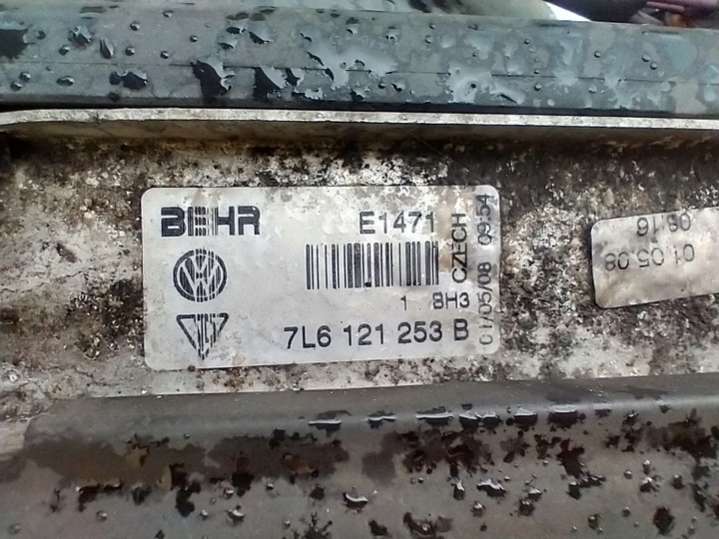 BEHR E1471
1 8H3
7L6 121 253 B
CZECH
01/05/08 09:54
06:16
01.05.08